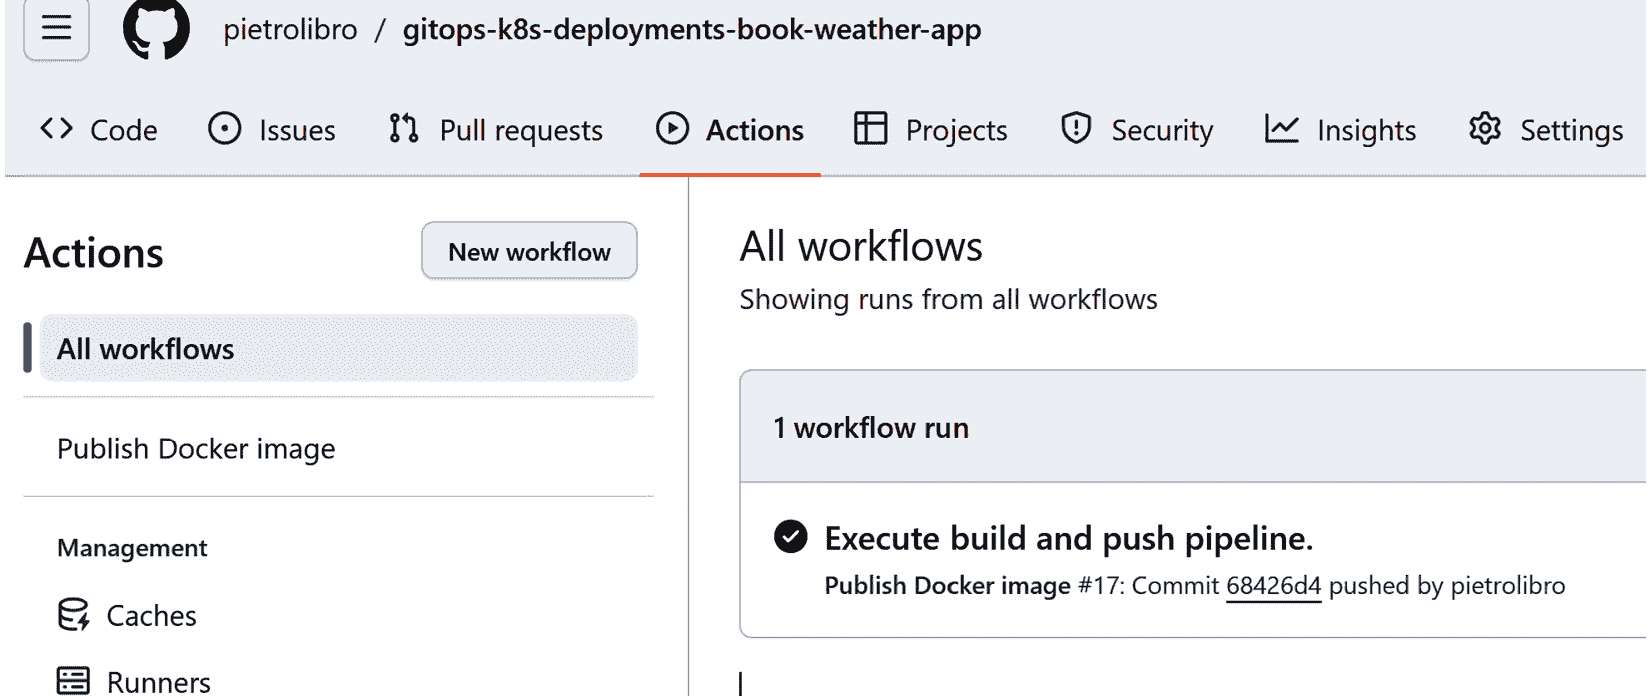 pietrolibro / gitops-k8s-deployments-book-weather-app
Code Issues Pull requests Actions Projects Security Insights Settings
Actions
New workflow
All workflows
Publish Docker image
Management
Caches
Runners
All workflows
Showing runs from all workflows
1 workflow run
Execute build and push pipeline.
Publish Docker image #17: Commit 68426d4 pushed by pietrolibro